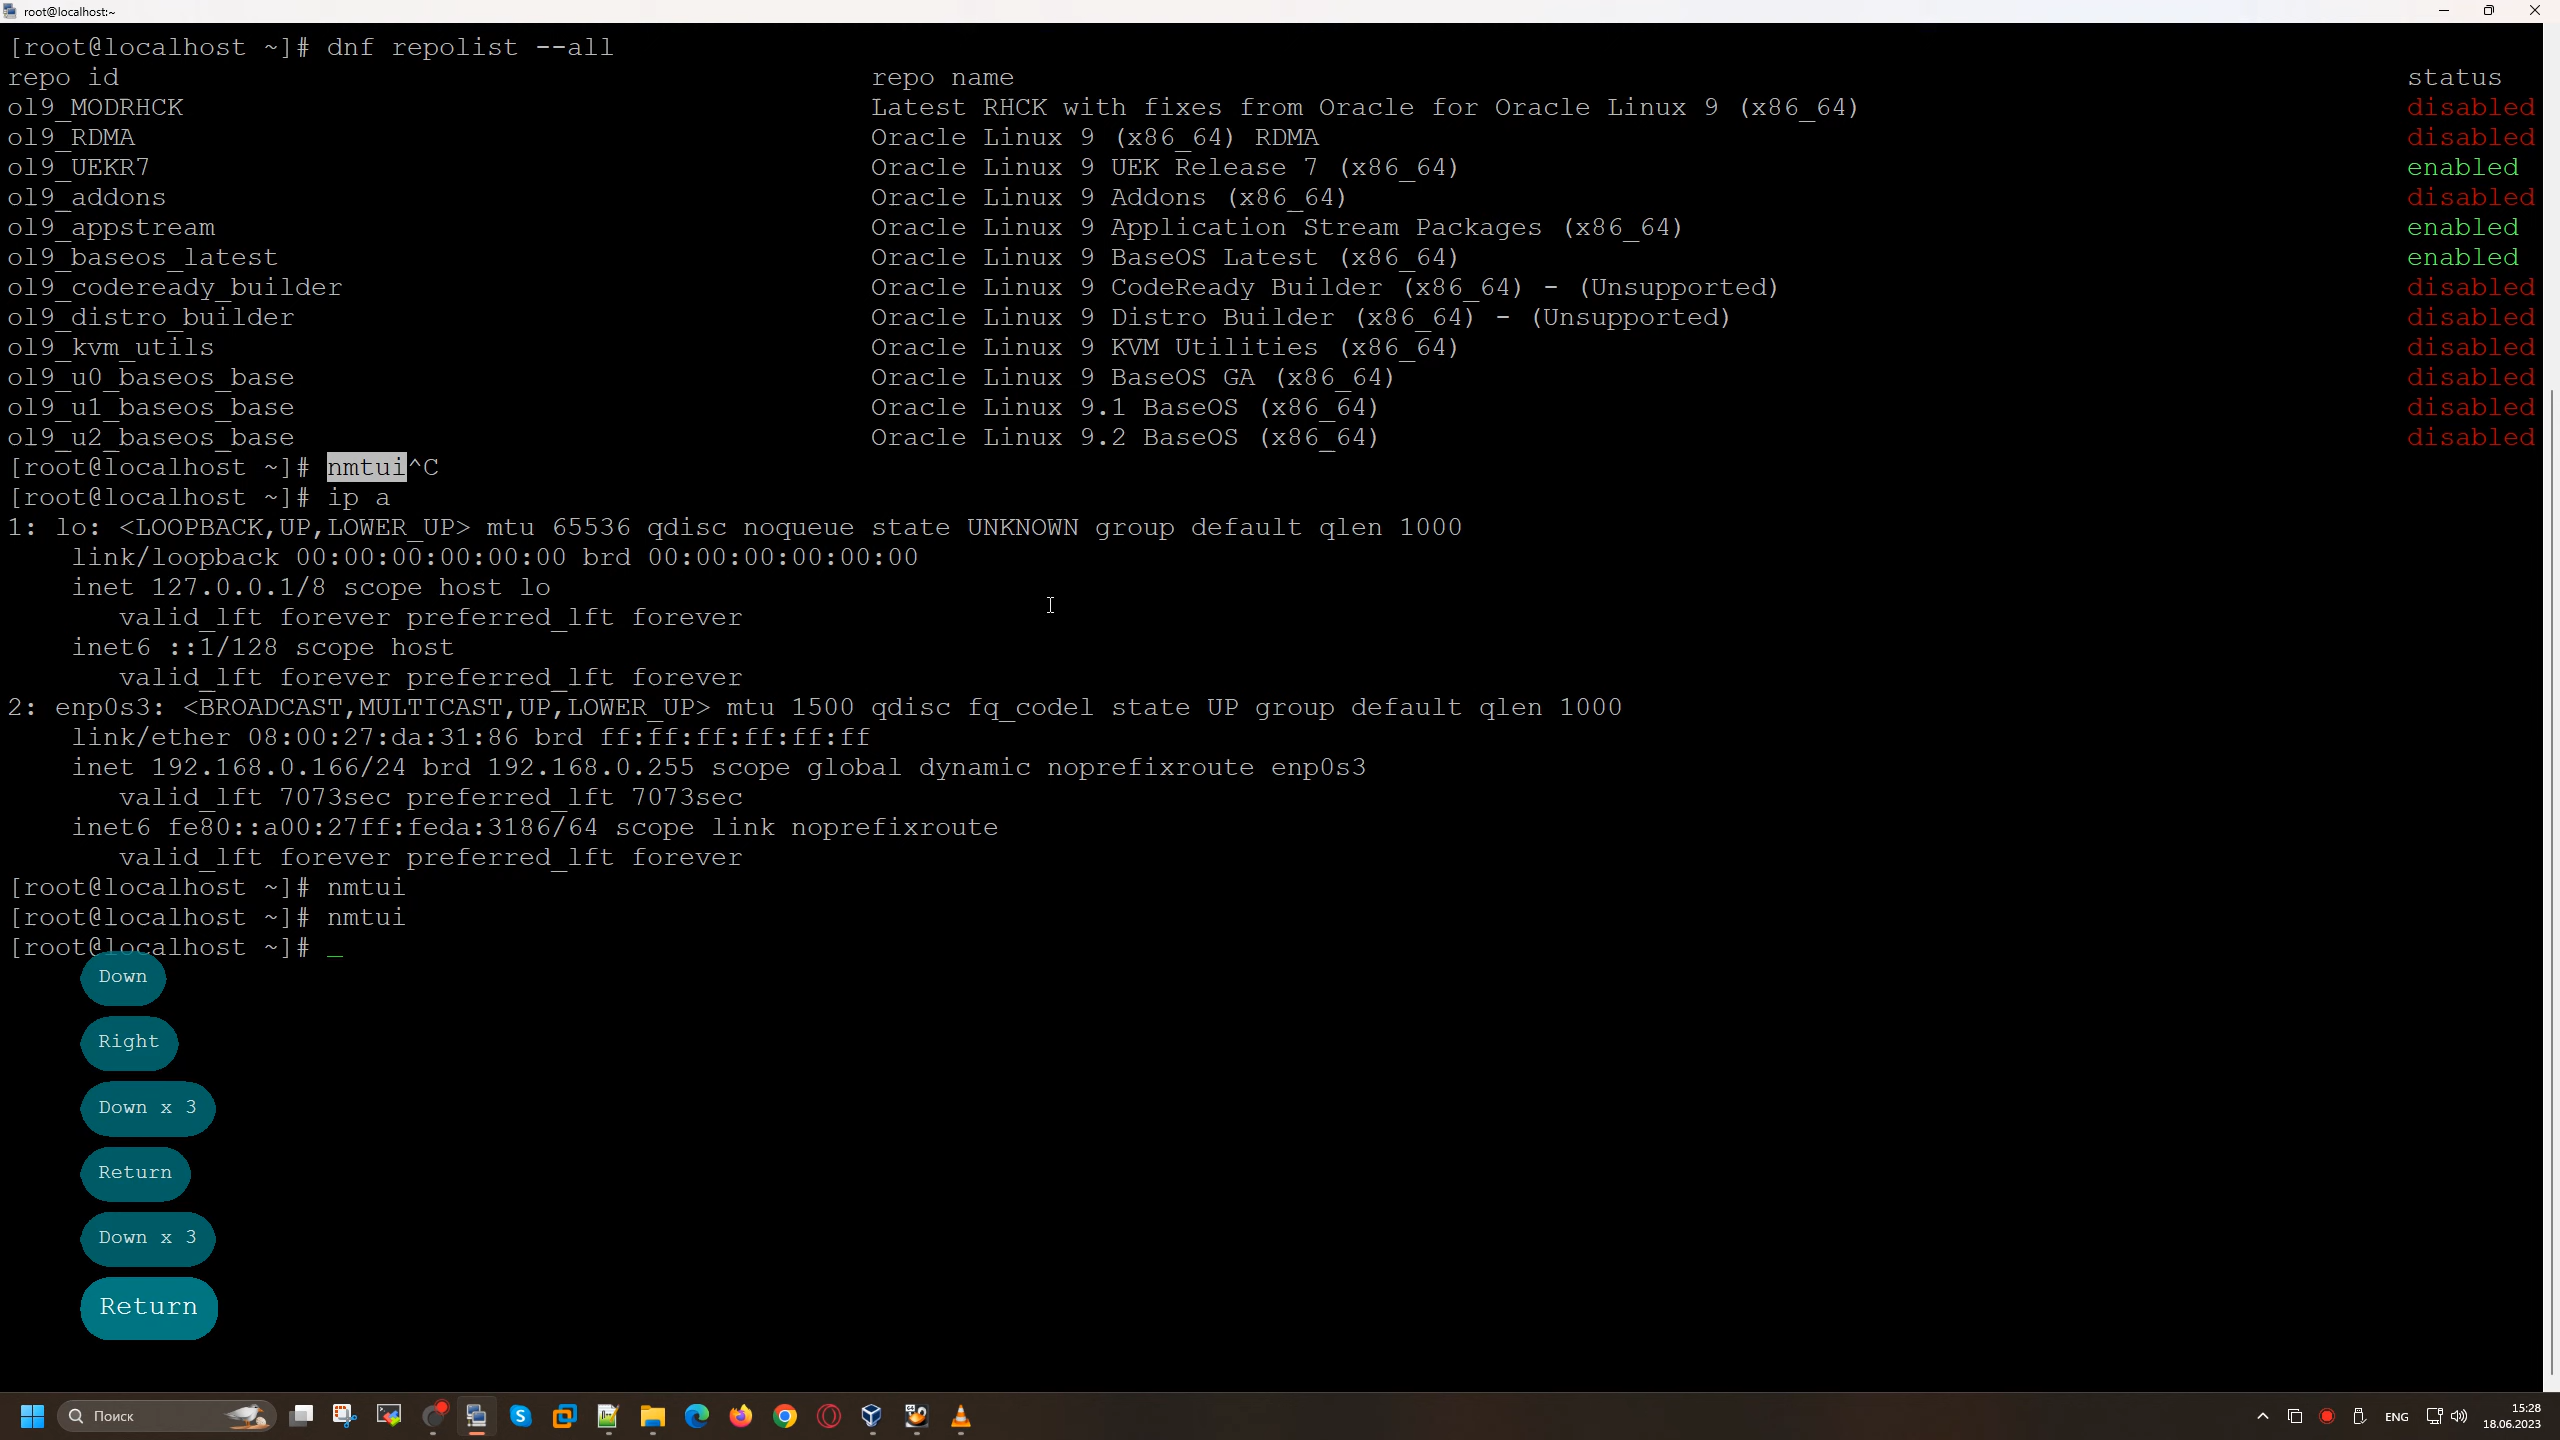 root@localhost:~
[root@localhost ~]# dnf repolist --all
repo id repo name status
ol9_MODRHCK Latest RHCK with fixes from Oracle for Oracle Linux 9 (x86_64) disabled
ol9_RDMA Oracle Linux 9 (x86_64) RDMA disabled
ol9_UEKR7 Oracle Linux 9 UEK Release 7 (x86_64) enabled
ol9_addons Oracle Linux 9 Addons (x86_64) disabled
ol9_appstream Oracle Linux 9 Application Stream Packages (x86_64) enabled
ol9_baseos_latest Oracle Linux 9 BaseOS Latest (x86_64) enabled
ol9_codeready_builder Oracle Linux 9 CodeReady Builder (x86_64) - (Unsupported) disabled
ol9_distro_builder Oracle Linux 9 Distro Builder (x86_64) - (Unsupported) disabled
ol9_kvm_utils Oracle Linux 9 KVM Utilities (x86_64) disabled
ol9_u0_baseos_base Oracle Linux 9 BaseOS GA (x86_64) disabled
ol9_u1_baseos_base Oracle Linux 9.1 BaseOS (x86_64) disabled
ol9_u2_baseos_base Oracle Linux 9.2 BaseOS (x86_64) disabled
[root@localhost ~]# nmtui^C
[root@localhost ~]# ip a
1: lo: <LOOPBACK,UP,LOWER_UP> mtu 65536 qdisc noqueue state UNKNOWN group default qlen 1000
link/loopback 00:00:00:00:00:00 brd 00:00:00:00:00:00
inet 127.0.0.1/8 scope host lo
valid_lft forever preferred_lft forever
inet6 ::1/128 scope host
valid_lft forever preferred_lft forever
2: enp0s3: <BROADCAST,MULTICAST,UP,LOWER_UP> mtu 1500 qdisc fq_codel state UP group default qlen 1000
link/ether 08:00:27:da:31:86 brd ff:ff:ff:ff:ff:ff
inet 192.168.0.166/24 brd 192.168.0.255 scope global dynamic noprefixroute enp0s3
valid_lft 7073sec preferred_lft 7073sec
inet6 fe80::a00:27ff:feda:3186/64 scope link noprefixroute
valid_lft forever preferred_lft forever
[root@localhost ~]# nmtui
[root@localhost ~]# nmtui
[root@localhost ~]# _
Down
Right
Down x 3
Return
Down x 3
Return
Поиск
ENG
15:28
18.06.2023